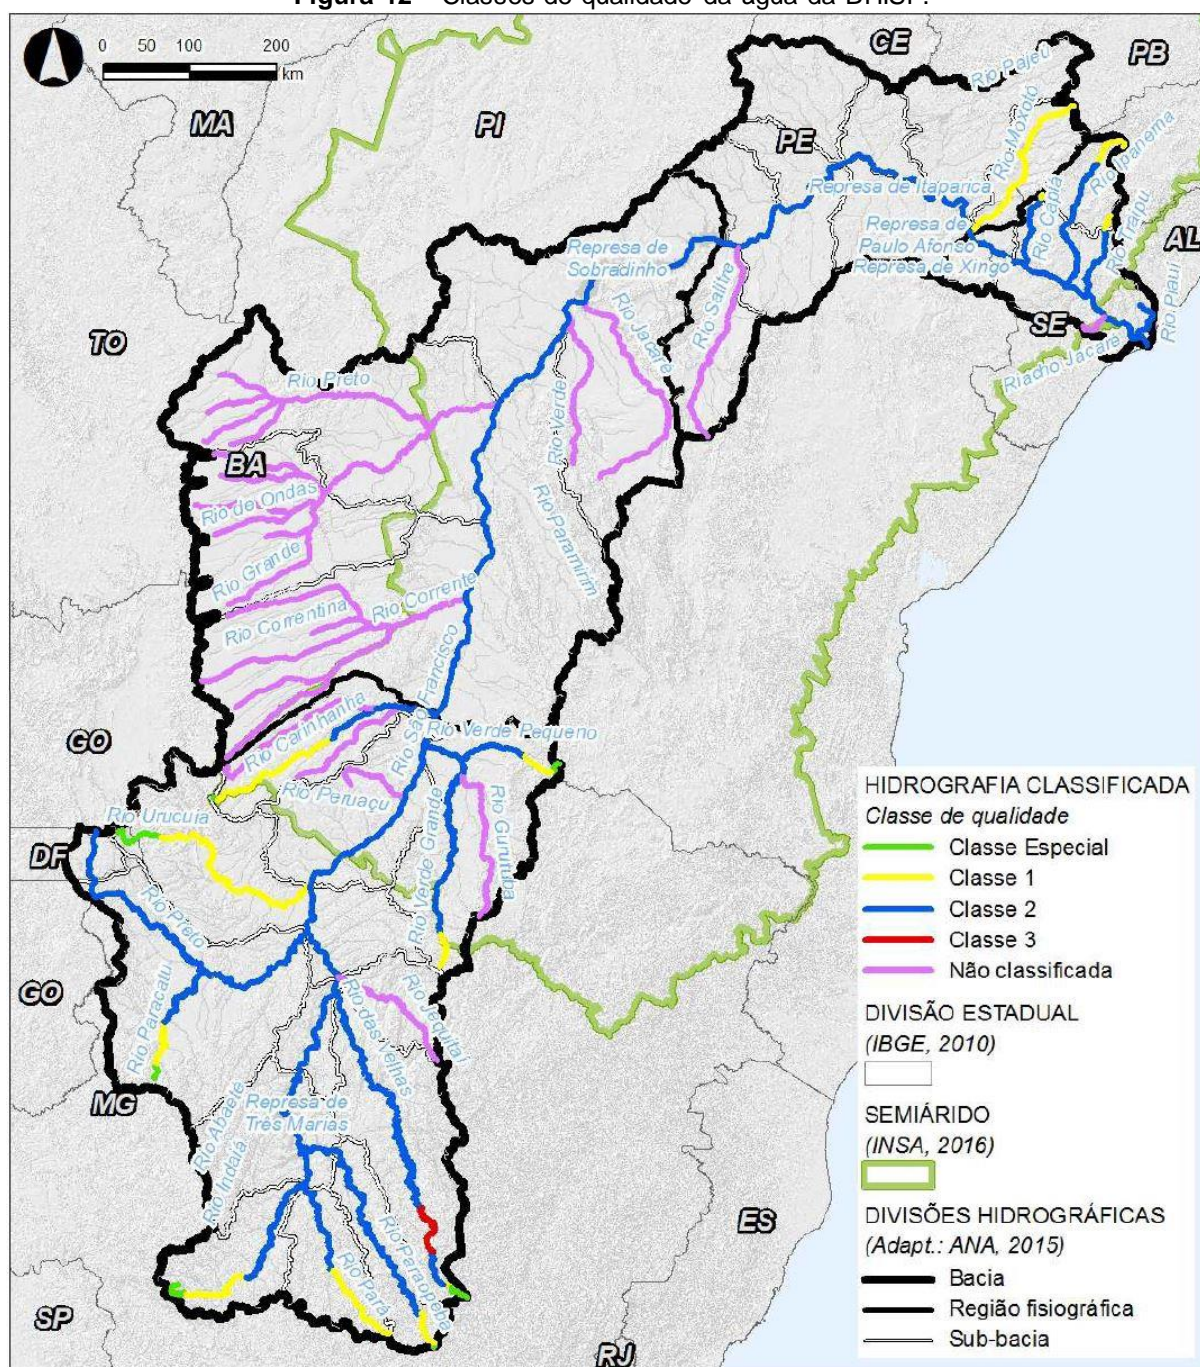 Figura 12 – Classes de qualidade da água da BHSF.
0 50 100 200
km
CE
PB
MA
PI
PE
Rio Pajeú
Rio Moxotó
Rio Ipanema
Represa de Itaparica
Rio Capiá
Represa de
Paulo Afonso
Rio Traipu
AL
Represa de
Sobradinho
Represa de Xingo
Rio Salitre
Rio Jacaré
SE
Rio Piauí
Riacho Jacaré
TO
Rio Preto
Rio Verde
BA
Rio de Ondas
Rio Paramirim
Rio Grande
Rio Corrente
Rio Correntina
Rio São Francisco
Rio Carinhanha
Rio Verde Pequeno
GO
Rio Peruaçu
Rio Urucuia
Rio Verde Grande
Rio Gurutuba
DF
Rio Preto
GO
Rio Paracatu
Rio das Velhas
Rio Jequitaí
MG
Rio Abaeté
Represa de
Três Marias
Rio Indaiá
Rio Pará
Rio Paraopeba
ES
SP
RJ
HIDROGRAFIA CLASSIFICADA
Classe de qualidade
Classe Especial
Classe 1
Classe 2
Classe 3
Não classificada
DIVISÃO ESTADUAL
(IBGE, 2010)
SEMIÁRIDO
(INSA, 2016)
DIVISÕES HIDROGRÁFICAS
(Adapt.: ANA, 2015)
Bacia
Região fisiográfica
Sub-bacia